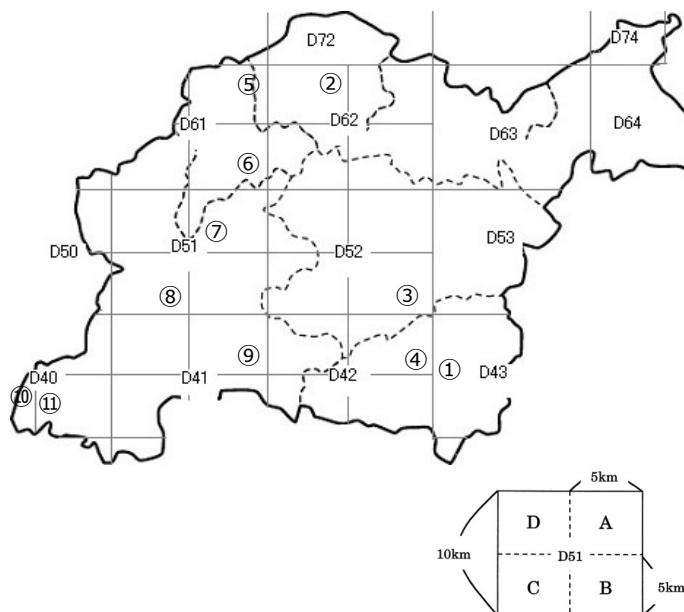 D72
D74
⑤
②
D61
D62
D63
D64
⑥
⑦
D50
D51
D52
D53
⑧
③
⑨
④
①
D40
D41
D42
D43
⑩
⑪
5km
D
A
10km
D51
C
B
5km